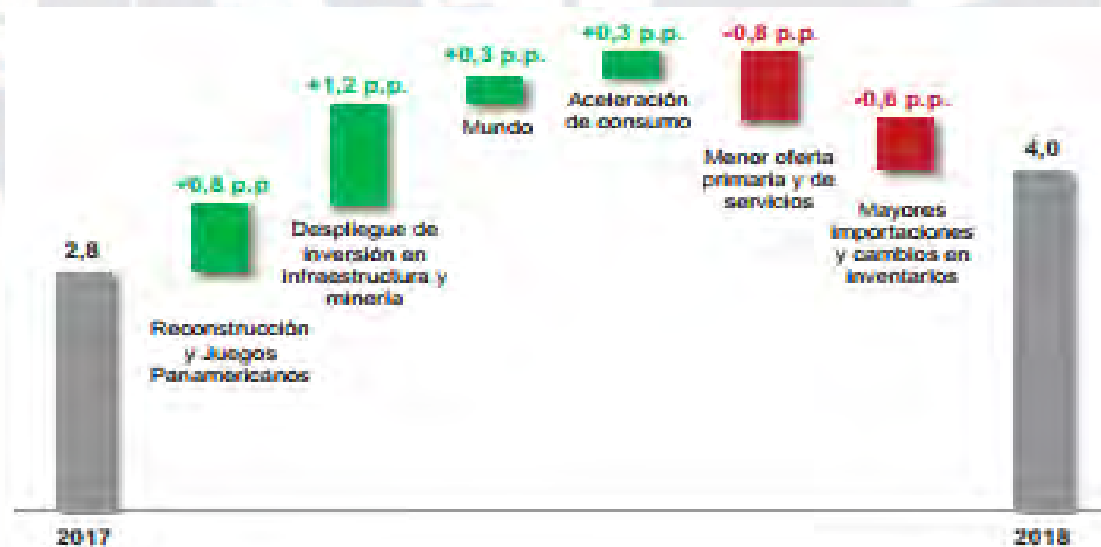 2,8
2017
+0,8 p.p
Reconstrucción
y Juegos
Panamericanos
+1,2 p.p.
Despliegue de
inversión en
infraestructura y
minería
+0,3 p.p.
Mundo
+0,3 p.p.
Aceleración
de consumo
-0,8 p.p.
Menor oferta
primaria y de
servicios
-0,6 p.p.
Mayores
importaciones
y cambios en
inventarios
4,0
2018